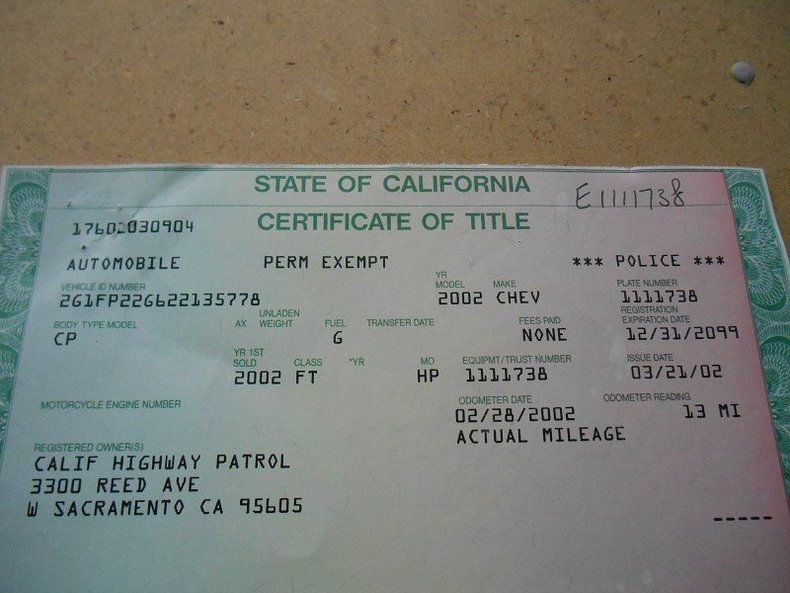 STATE OF CALIFORNIA
E1111738
17602030904
CERTIFICATE OF TITLE
AUTOMOBILE PERM EXEMPT *** POLICE ***
VEHICLE ID NUMBER YR MODEL MAKE PLATE NUMBER
2G1FP22G622135778 2002 CHEV 1111738
BODY TYPE MODEL AX UNLADEN WEIGHT FUEL TRANSFER DATE FEES PAID REGISTRATION EXPIRATION DATE
CP G NONE 12/31/2099
YR 1ST SOLD CLASS *YR MO EQUIPMT/TRUST NUMBER ISSUE DATE
2002 FT HP 1111738 03/21/02
MOTORCYCLE ENGINE NUMBER ODOMETER DATE ODOMETER READING
02/28/2002 13 MI
ACTUAL MILEAGE
REGISTERED OWNER(S)
CALIF HIGHWAY PATROL
3300 REED AVE
W SACRAMENTO CA 95605
-----